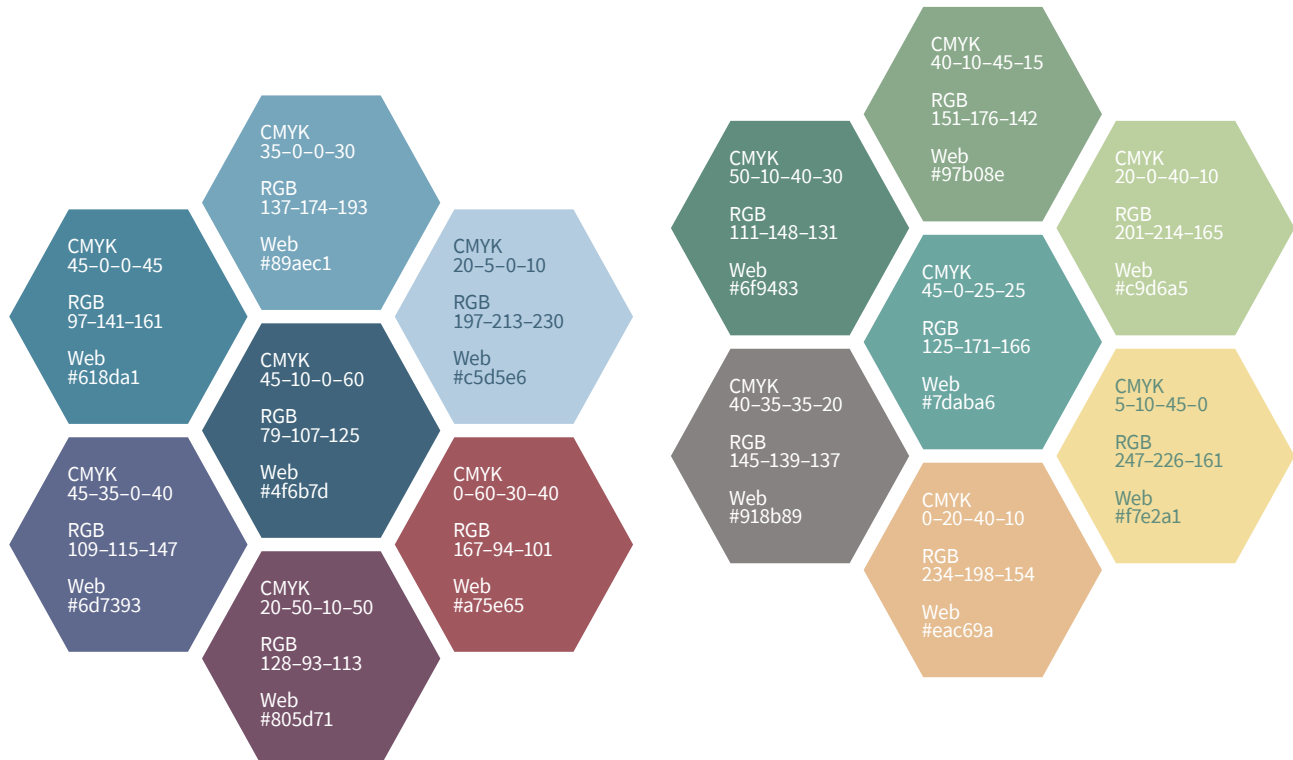 CMYK
35–0–0–30
RGB
137–174–193
Web
#89aec1
CMYK
45–0–0–45
RGB
97–141–161
Web
#618da1
CMYK
20–5–0–10
RGB
197–213–230
Web
#c5d5e6
CMYK
45–10–0–60
RGB
79–107–125
Web
#4f6b7d
CMYK
45–35–0–40
RGB
109–115–147
Web
#6d7393
CMYK
0–60–30–40
RGB
167–94–101
Web
#a75e65
CMYK
20–50–10–50
RGB
128–93–113
Web
#805d71
CMYK
40–10–45–15
RGB
151–176–142
Web
#97b08e
CMYK
50–10–40–30
RGB
111–148–131
Web
#6f9483
CMYK
20–0–40–10
RGB
201–214–165
Web
#c9d6a5
CMYK
45–0–25–25
RGB
125–171–166
Web
#7daba6
CMYK
40–35–35–20
RGB
145–139–137
Web
#918b89
CMYK
5–10–45–0
RGB
247–226–161
Web
#f7e2a1
CMYK
0–20–40–10
RGB
234–198–154
Web
#eac69a